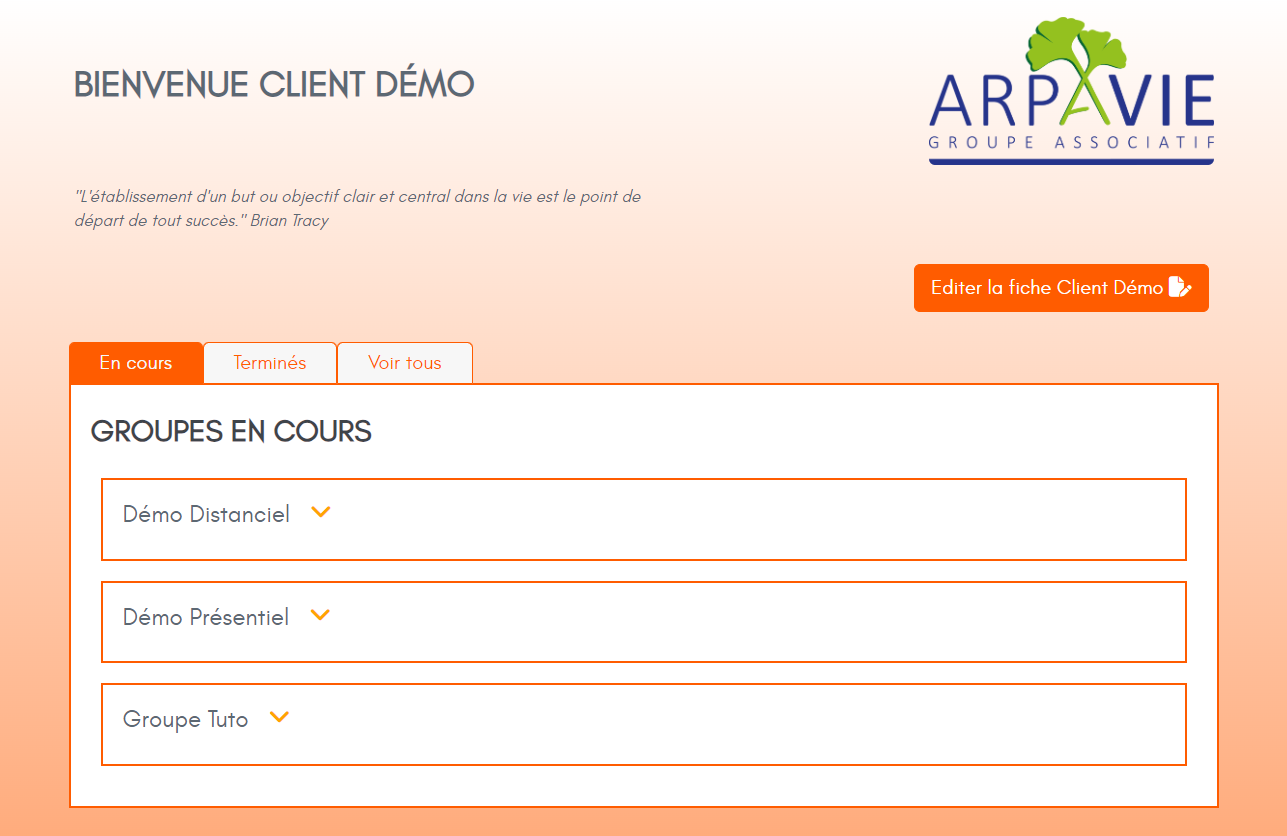 BIENVENUE CLIENT DÉMO
ARPAVIE
GROUPE ASSOCIATIF
"L'établissement d'un but ou objectif clair et central dans la vie est le point de
départ de tout succès." Brian Tracy
Editer la fiche Client Démo
En cours
Terminés
Voir tous
GROUPES EN COURS
Démo Distanciel
Démo Présentiel
Groupe Tuto